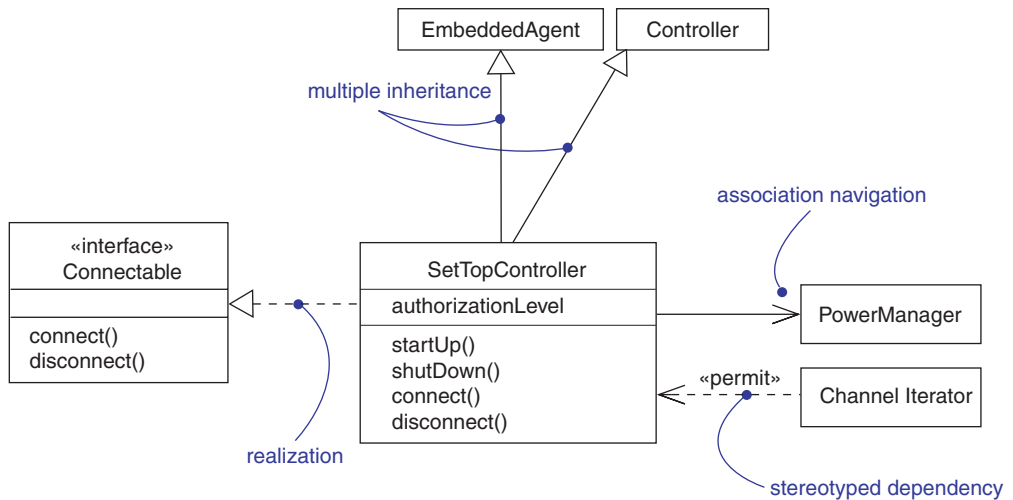 EmbeddedAgent
Controller
multiple inheritance
association navigation
«interface»
Connectable
connect()
disconnect()
SetTopController
authorizationLevel
startUp()
shutDown()
connect()
disconnect()
PowerManager
«permit»
Channel Iterator
realization
stereotyped dependency